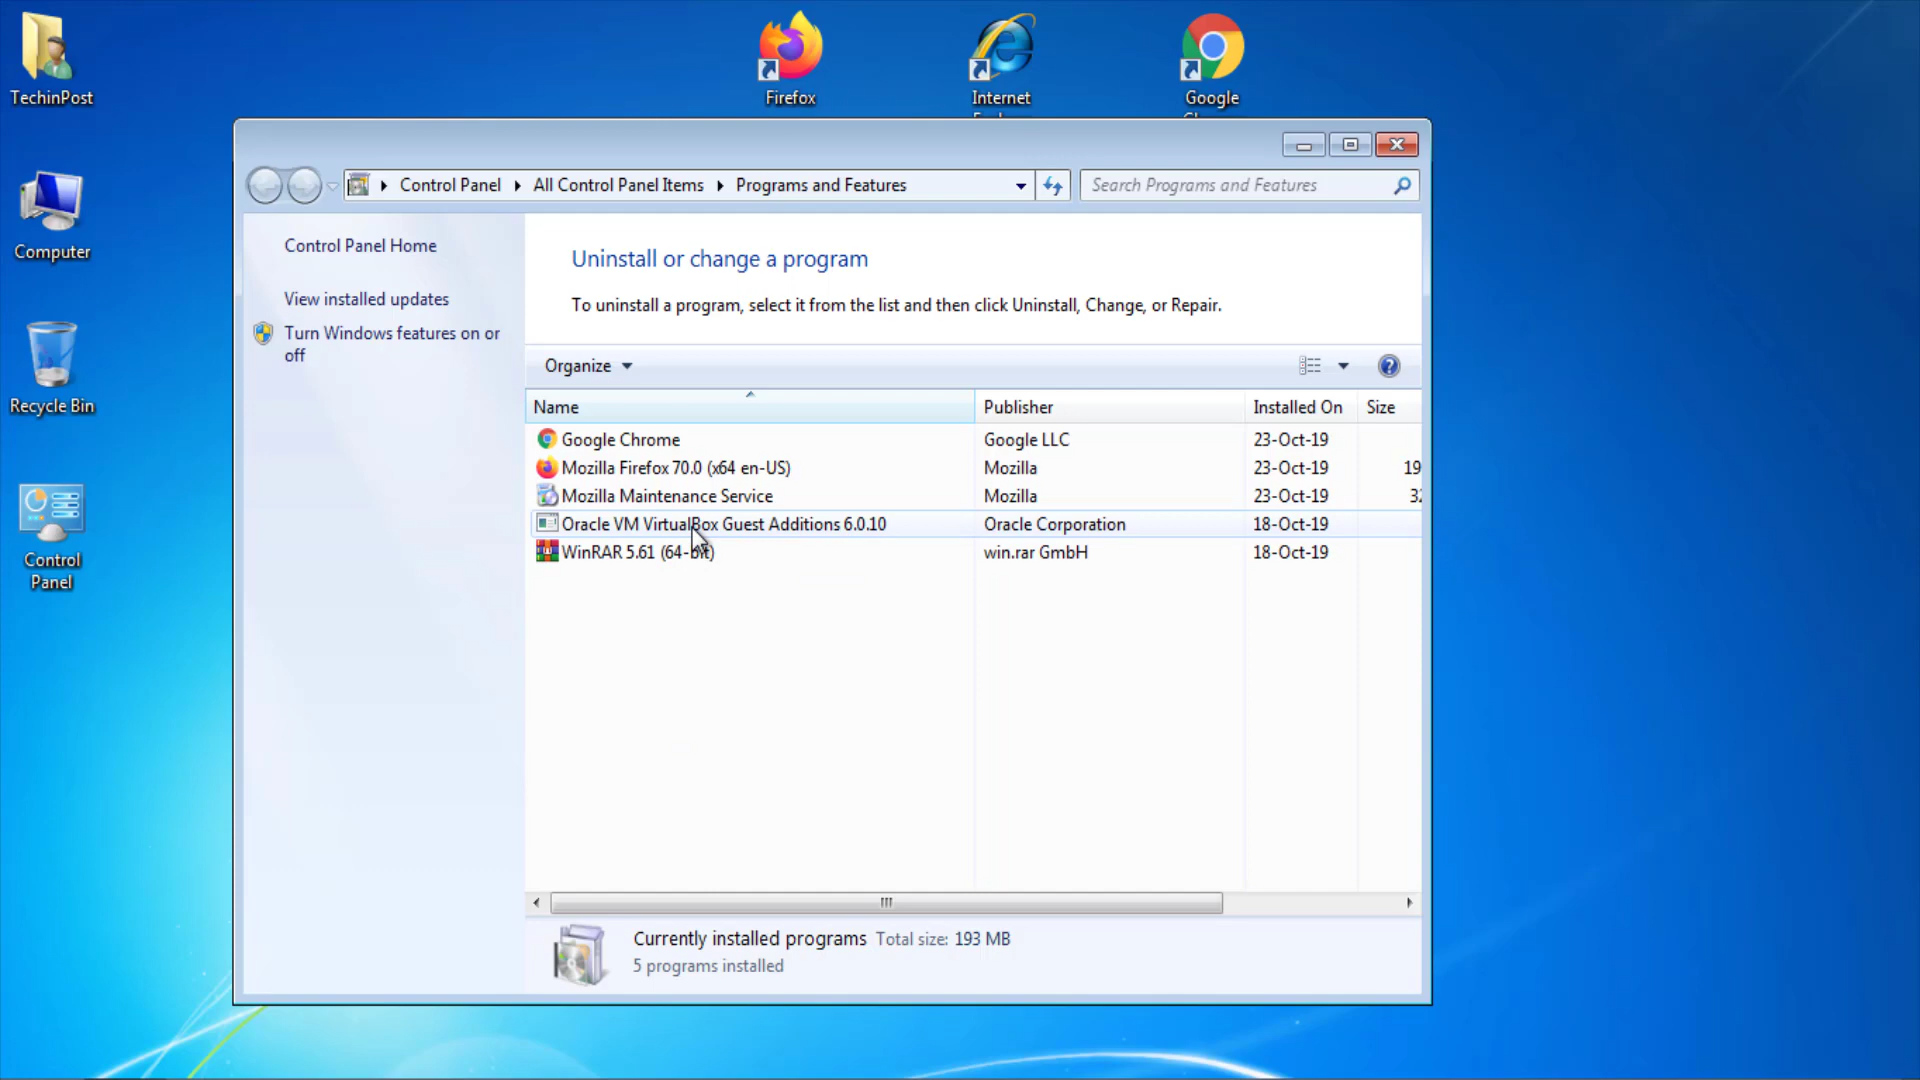 TechinPost
Firefox
Internet
Google
Computer
Recycle Bin
Control
Panel
Control Panel
All Control Panel Items
Programs and Features
Search Programs and Features
Control Panel Home
View installed updates
Turn Windows features on or
off
Uninstall or change a program
To uninstall a program, select it from the list and then click Uninstall, Change, or Repair.
Organize
Name Publisher Installed On Size
Google Chrome Google LLC 23-Oct-19
Mozilla Firefox 70.0 (x64 en-US) Mozilla 23-Oct-19 19
Mozilla Maintenance Service Mozilla 23-Oct-19
Oracle VM VirtualBox Guest Additions 6.0.10 Oracle Corporation 18-Oct-19
WinRAR 5.61 (64-bit) win.rar GmbH 18-Oct-19
Currently installed programs Total size: 193 MB
5 programs installed